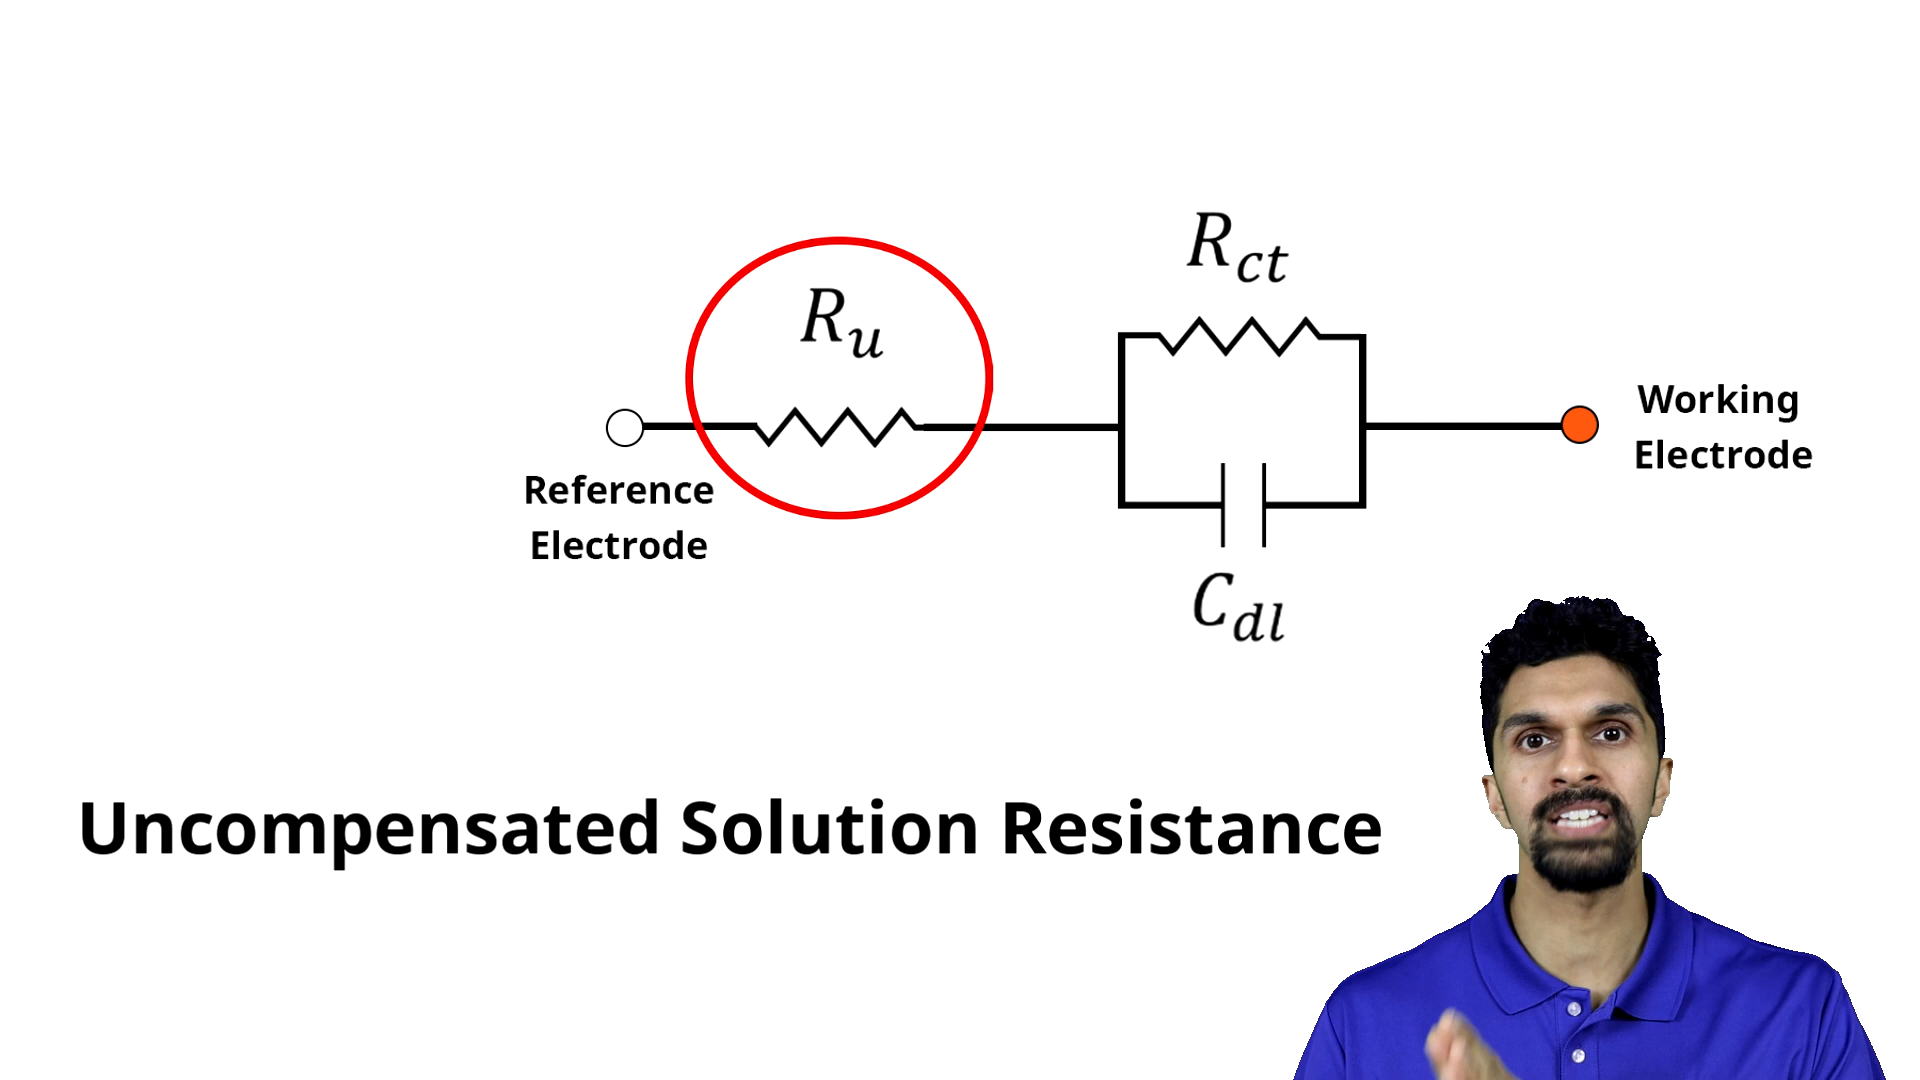 R_ct
R_u
Working
Electrode
Reference
Electrode
C_dl
Uncompensated Solution Resistance